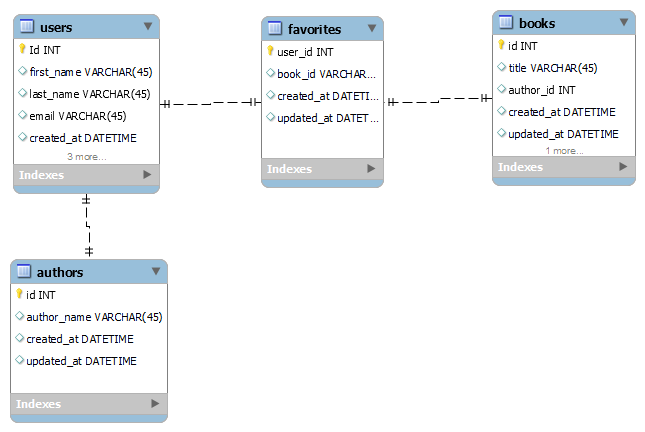 users
Id INT
first_name VARCHAR(45)
last_name VARCHAR(45)
email VARCHAR(45)
created_at DATETIME
3 more...
Indexes
favorites
user_id INT
book_id VARCHAR...
created_at DATETI...
updated_at DATET...
Indexes
books
id INT
title VARCHAR(45)
author_id INT
created_at DATETIME
updated_at DATETIME
1 more...
Indexes
authors
id INT
author_name VARCHAR(45)
created_at DATETIME
updated_at DATETIME
Indexes